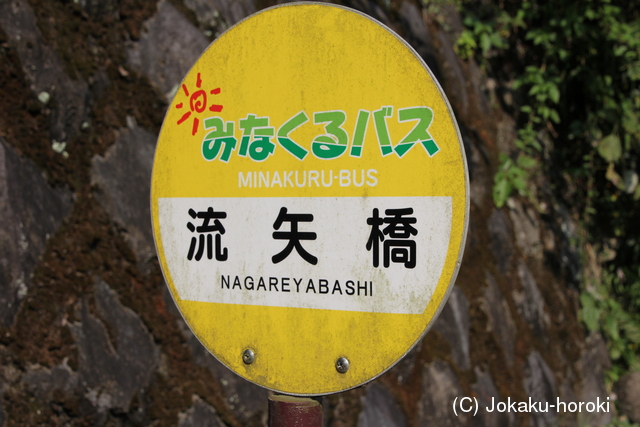 みなくるバス
MINAKURU-BUS
流矢橋
NAGAREYABASHI
(C) Jokaku-horoki